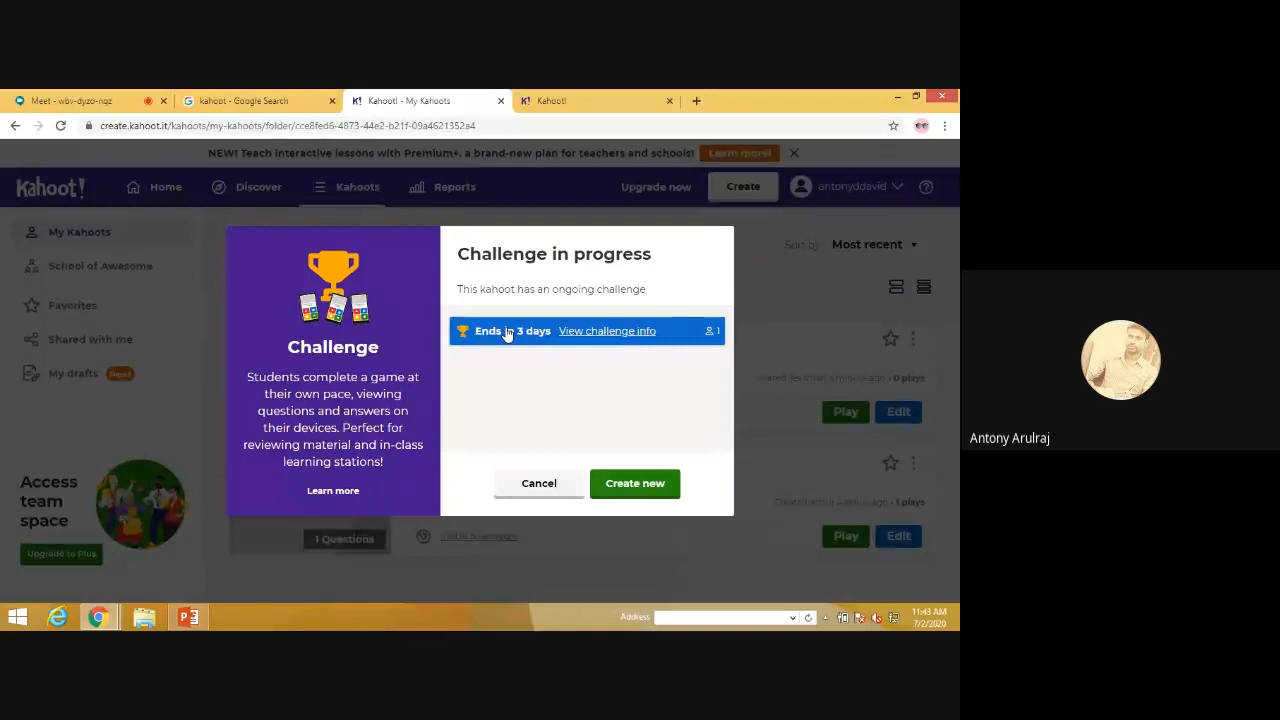 Meet - wbv-dyzo-nqz
kahoot - Google Search
Kahoot! - My Kahoots
Kahoot!
create.kahoot.it/kahoots/my-kahoots/folder/cce8fed6-4873-44e2-b21f-09a4621352a4
NEW! Teach interactive lessons with Premium+, a brand-new plan for teachers and schools! Learn more!
Kahoot! Home Discover Kahoots Reports Upgrade now Create antonyddavid
My Kahoots
School of Awesome
Favorites
Shared with me
My drafts New!
Access
team
space
Upgrade to Plus
Sort by: Most recent
Challenge
Students complete a game at
their own pace, viewing
questions and answers on
their devices. Perfect for
reviewing material and in-class
learning stations!
Learn more
Challenge in progress
This kahoot has an ongoing challenge
Ends in 3 days View challenge info 1
Cancel Create new
0 plays
Play Edit
1 plays
Play Edit
1 Questions
Address
11:43 AM
7/2/2020
Antony Arulraj